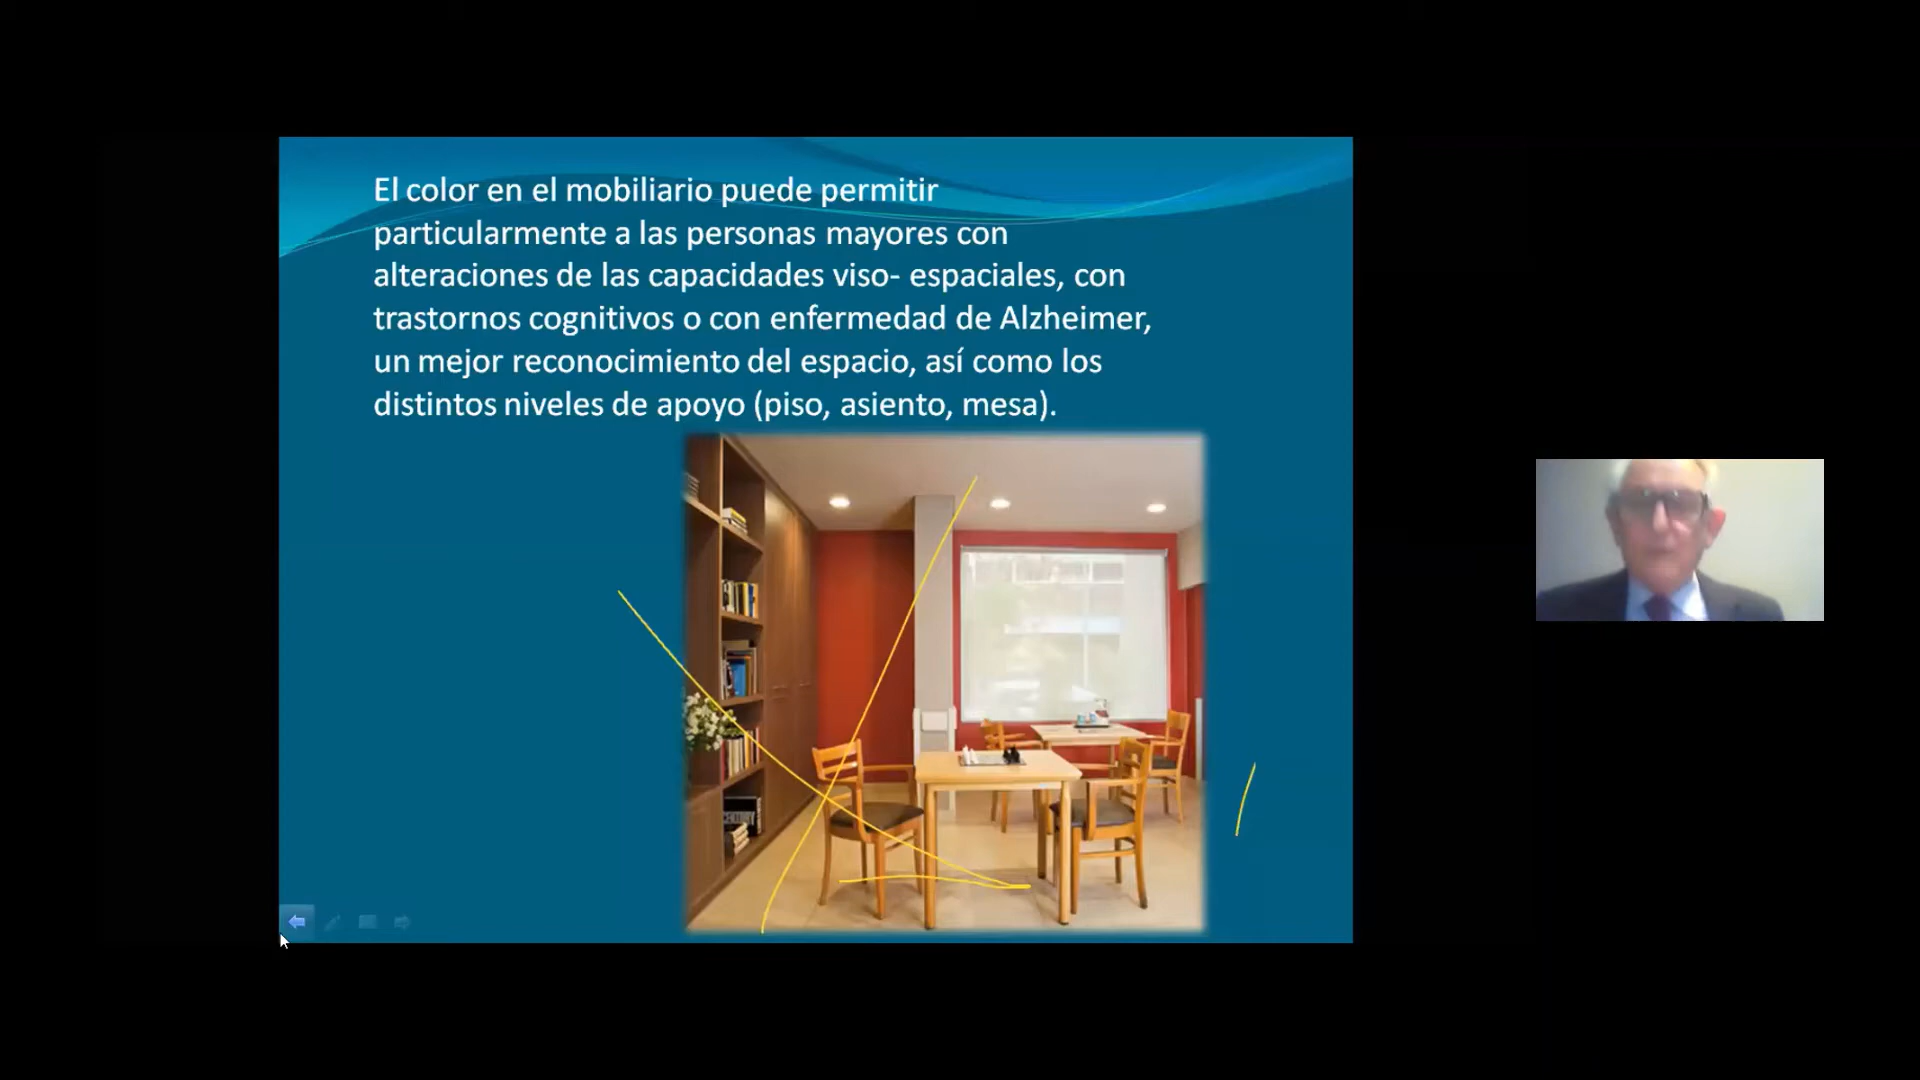 El color en el mobiliario puede permitir
particularmente a las personas mayores con
alteraciones de las capacidades viso- espaciales, con
trastornos cognitivos o con enfermedad de Alzheimer,
un mejor reconocimiento del espacio, así como los
distintos niveles de apoyo (piso, asiento, mesa).